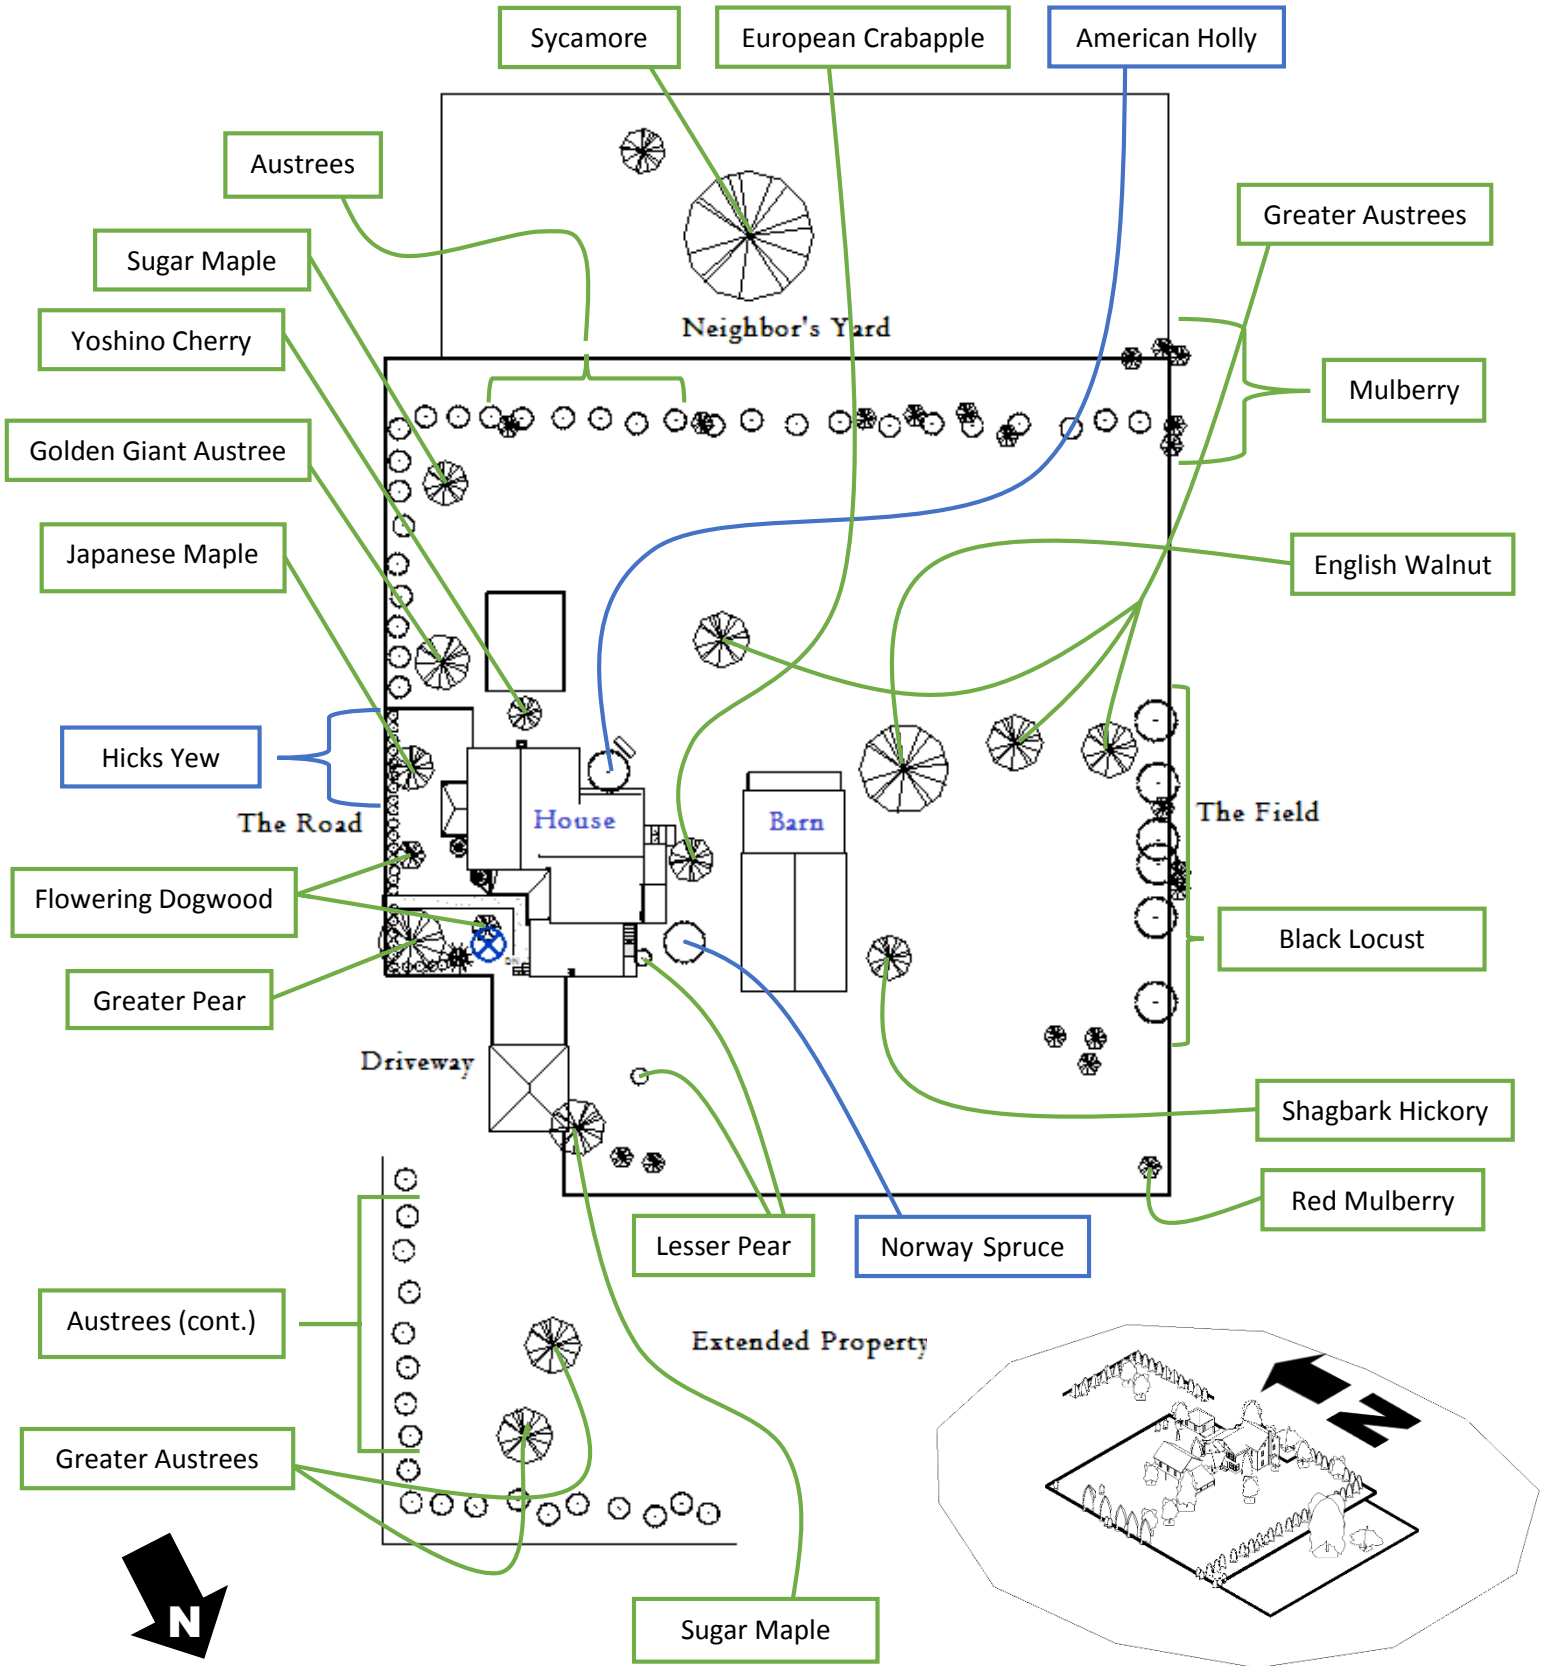 Sycamore
European Crabapple
American Holly
Austrees
Greater Austrees
Sugar Maple
Yoshino Cherry
Neighbor's Yard
Mulberry
Golden Giant Austree
Japanese Maple
English Walnut
Hicks Yew
The Road
House
Barn
The Field
Flowering Dogwood
Black Locust
DN
Greater Pear
Driveway
Shagbark Hickory
Red Mulberry
Lesser Pear
Norway Spruce
Austrees (cont.)
Extended Property
N
Greater Austrees
N
Sugar Maple